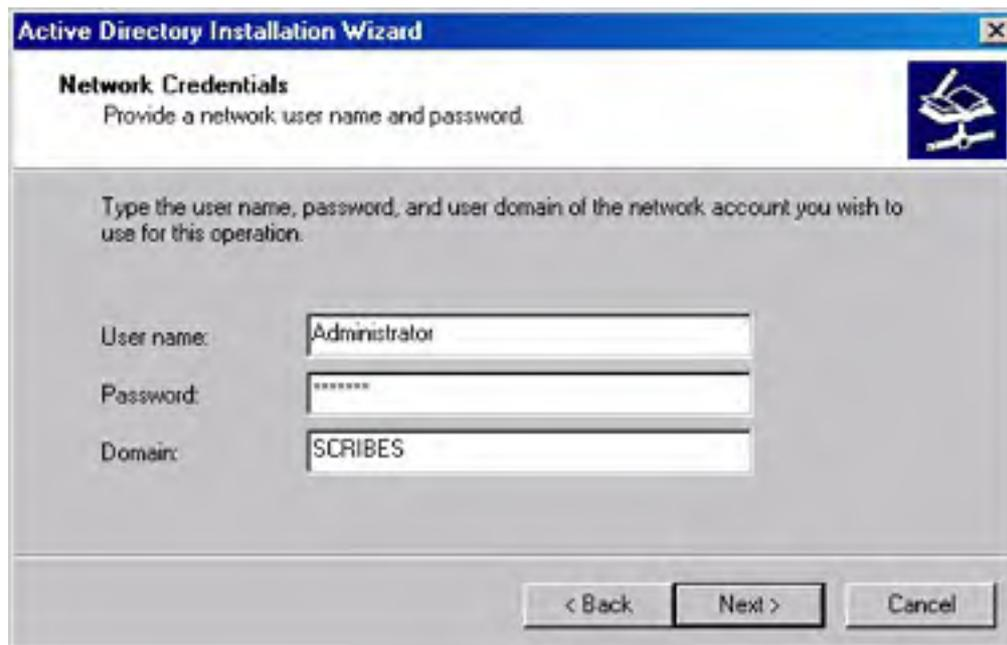 Active Directory Installation Wizard
Network Credentials
Provide a network user name and password.
Type the user name, password, and user domain of the network account you wish to
use for this operation.
User name: Administrator
Password: *******
Domain: SCRIBES
< Back Next > Cancel